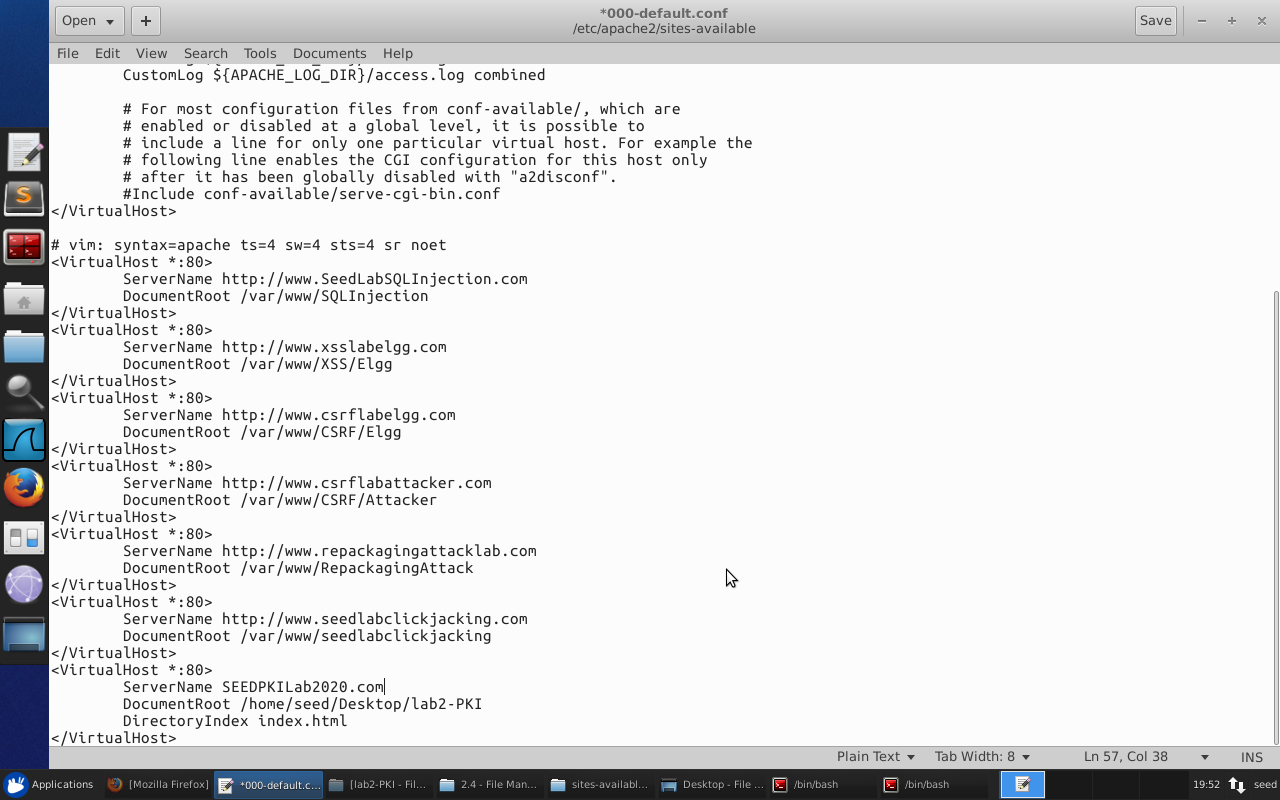 Open
*000-default.conf
/etc/apache2/sites-available
Save
File Edit View Search Tools Documents Help
CustomLog ${APACHE_LOG_DIR}/access.log combined
# For most configuration files from conf-available/, which are
# enabled or disabled at a global level, it is possible to
# include a line for only one particular virtual host. For example the
# following line enables the CGI configuration for this host only
# after it has been globally disabled with "a2disconf".
#Include conf-available/serve-cgi-bin.conf
</VirtualHost>
# vim: syntax=apache ts=4 sw=4 sts=4 sr noet
<VirtualHost *:80>
ServerName http://www.SeedLabSQLInjection.com
DocumentRoot /var/www/SQLInjection
</VirtualHost>
<VirtualHost *:80>
ServerName http://www.xsslabelgg.com
DocumentRoot /var/www/XSS/Elgg
</VirtualHost>
<VirtualHost *:80>
ServerName http://www.csrflabelgg.com
DocumentRoot /var/www/CSRF/Elgg
</VirtualHost>
<VirtualHost *:80>
ServerName http://www.csrflabattacker.com
DocumentRoot /var/www/CSRF/Attacker
</VirtualHost>
<VirtualHost *:80>
ServerName http://www.repackagingattacklab.com
DocumentRoot /var/www/RepackagingAttack
</VirtualHost>
<VirtualHost *:80>
ServerName http://www.seedlabclickjacking.com
DocumentRoot /var/www/seedlabclickjacking
</VirtualHost>
<VirtualHost *:80>
ServerName SEEDPKILab2020.com
DocumentRoot /home/seed/Desktop/lab2-PKI
DirectoryIndex index.html
</VirtualHost>
Plain Text Tab Width: 8 Ln 57, Col 38 INS
Applications [Mozilla Firefox] *000-default.c... [lab2-PKI - Fil... 2.4 - File Man... sites-availabl... Desktop - File ... /bin/bash /bin/bash 19:52 seed